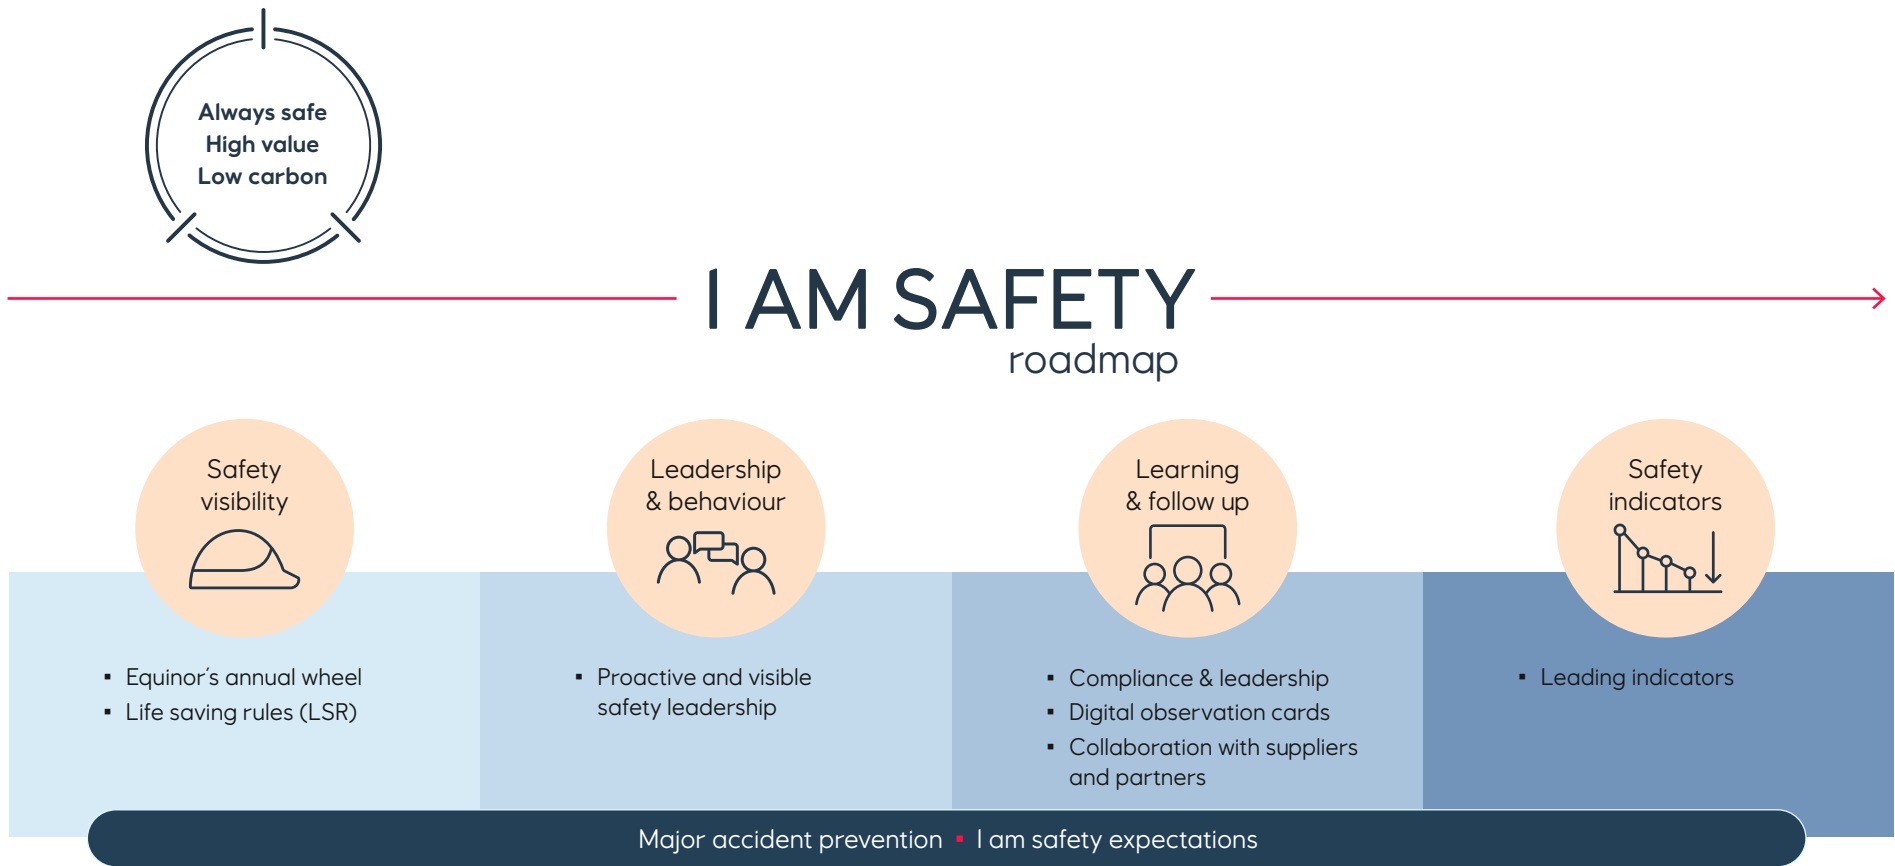 Always safe
High value
Low carbon
I AM SAFETY
roadmap
Safety
visibility
Leadership
& behaviour
Learning
& follow up
Safety
indicators
▪ Equinor´s annual wheel
▪ Life saving rules (LSR)
▪ Proactive and visible
safety leadership
▪ Compliance & leadership
▪ Digital observation cards
▪ Collaboration with suppliers
and partners
▪ Leading indicators
Major accident prevention ▪ I am safety expectations